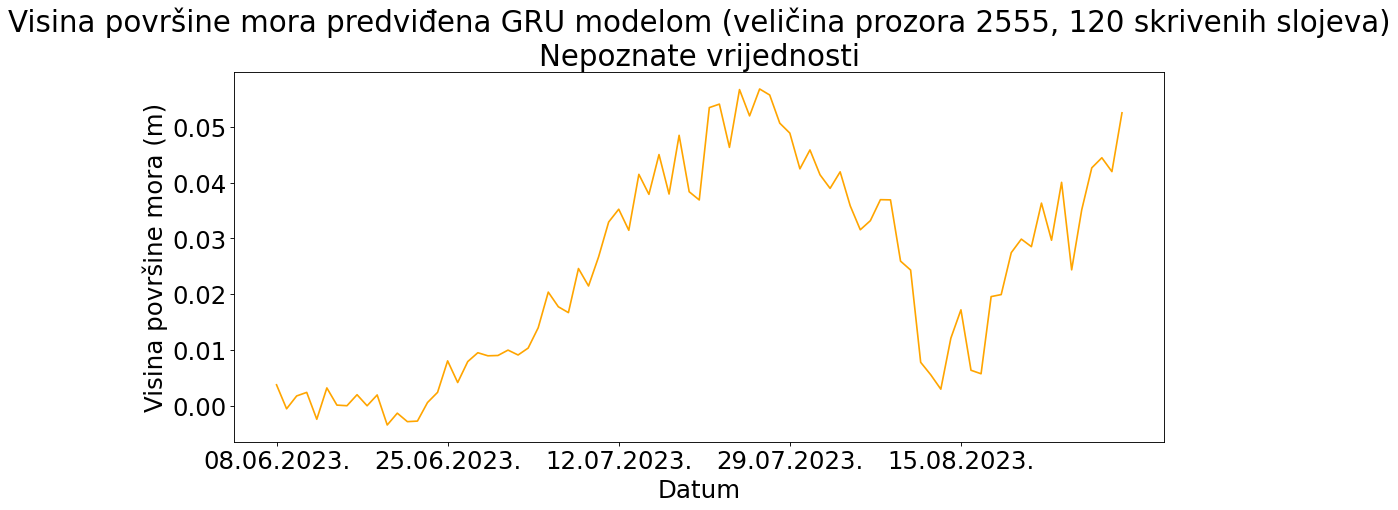 Visina površine mora predviđena GRU modelom (veličina prozora 2555, 120 skrivenih slojeva)
Nepoznate vrijednosti
Visina površine mora (m)
0.05
0.04
0.03
0.02
0.01
0.00
08.06.2023. 25.06.2023. 12.07.2023. 29.07.2023. 15.08.2023.
Datum